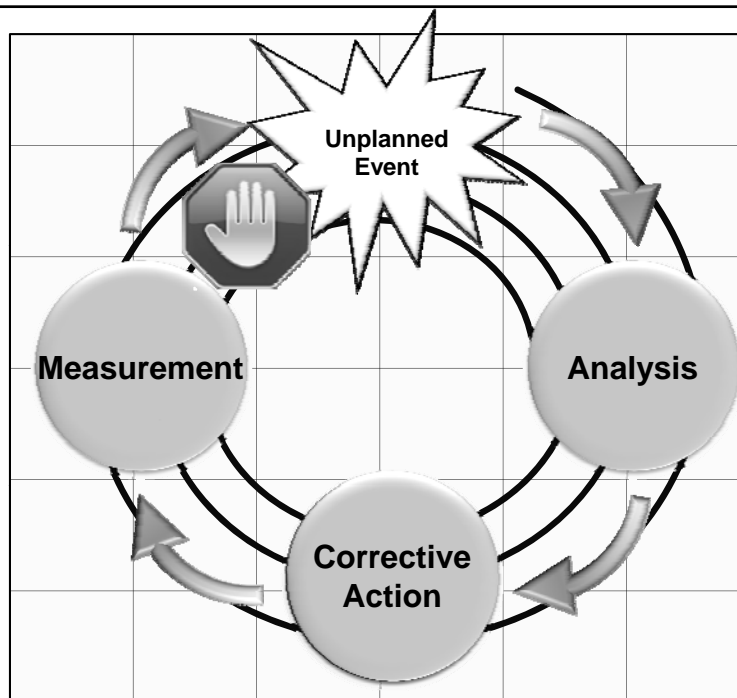 Unplanned
Event
Measurement
Analysis
Corrective
Action